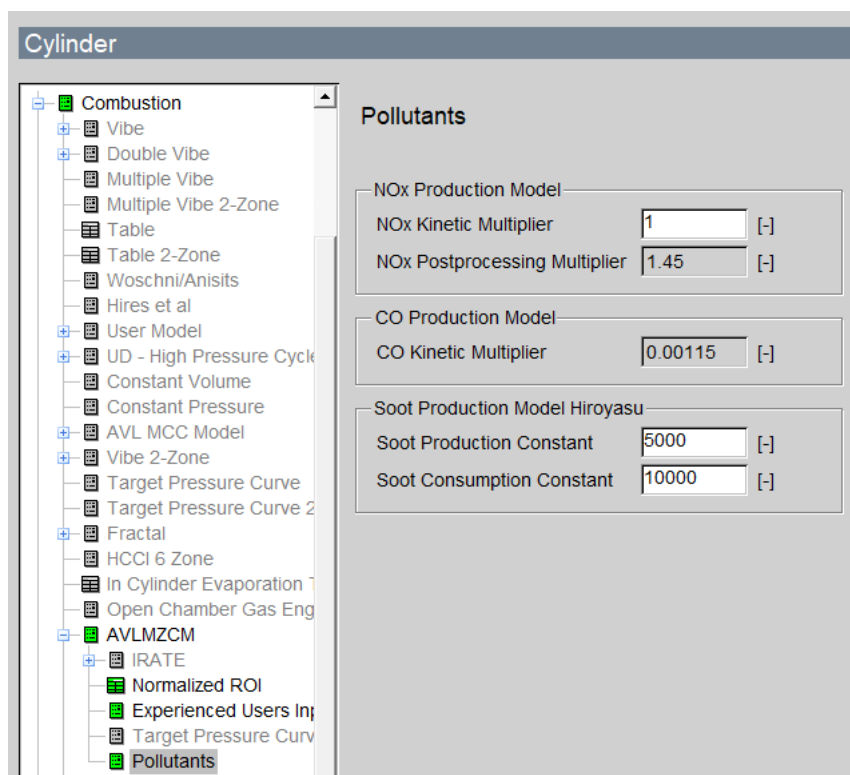 Cylinder
Combustion
Vibe
Double Vibe
Multiple Vibe
Multiple Vibe 2-Zone
Table
Table 2-Zone
Woschni/Anisits
Hires et al
User Model
UD - High Pressure Cycle
Constant Volume
Constant Pressure
AVL MCC Model
Vibe 2-Zone
Target Pressure Curve
Target Pressure Curve 2
Fractal
HCCI 6 Zone
In Cylinder Evaporation
Open Chamber Gas Eng
AVLMZCM
IRATE
Normalized ROI
Experienced Users Inp
Target Pressure Curv
Pollutants
Pollutants
NOx Production Model
NOx Kinetic Multiplier 1 [-]
NOx Postprocessing Multiplier 1.45 [-]
CO Production Model
CO Kinetic Multiplier 0.00115 [-]
Soot Production Model Hiroyasu
Soot Production Constant 5000 [-]
Soot Consumption Constant 10000 [-]